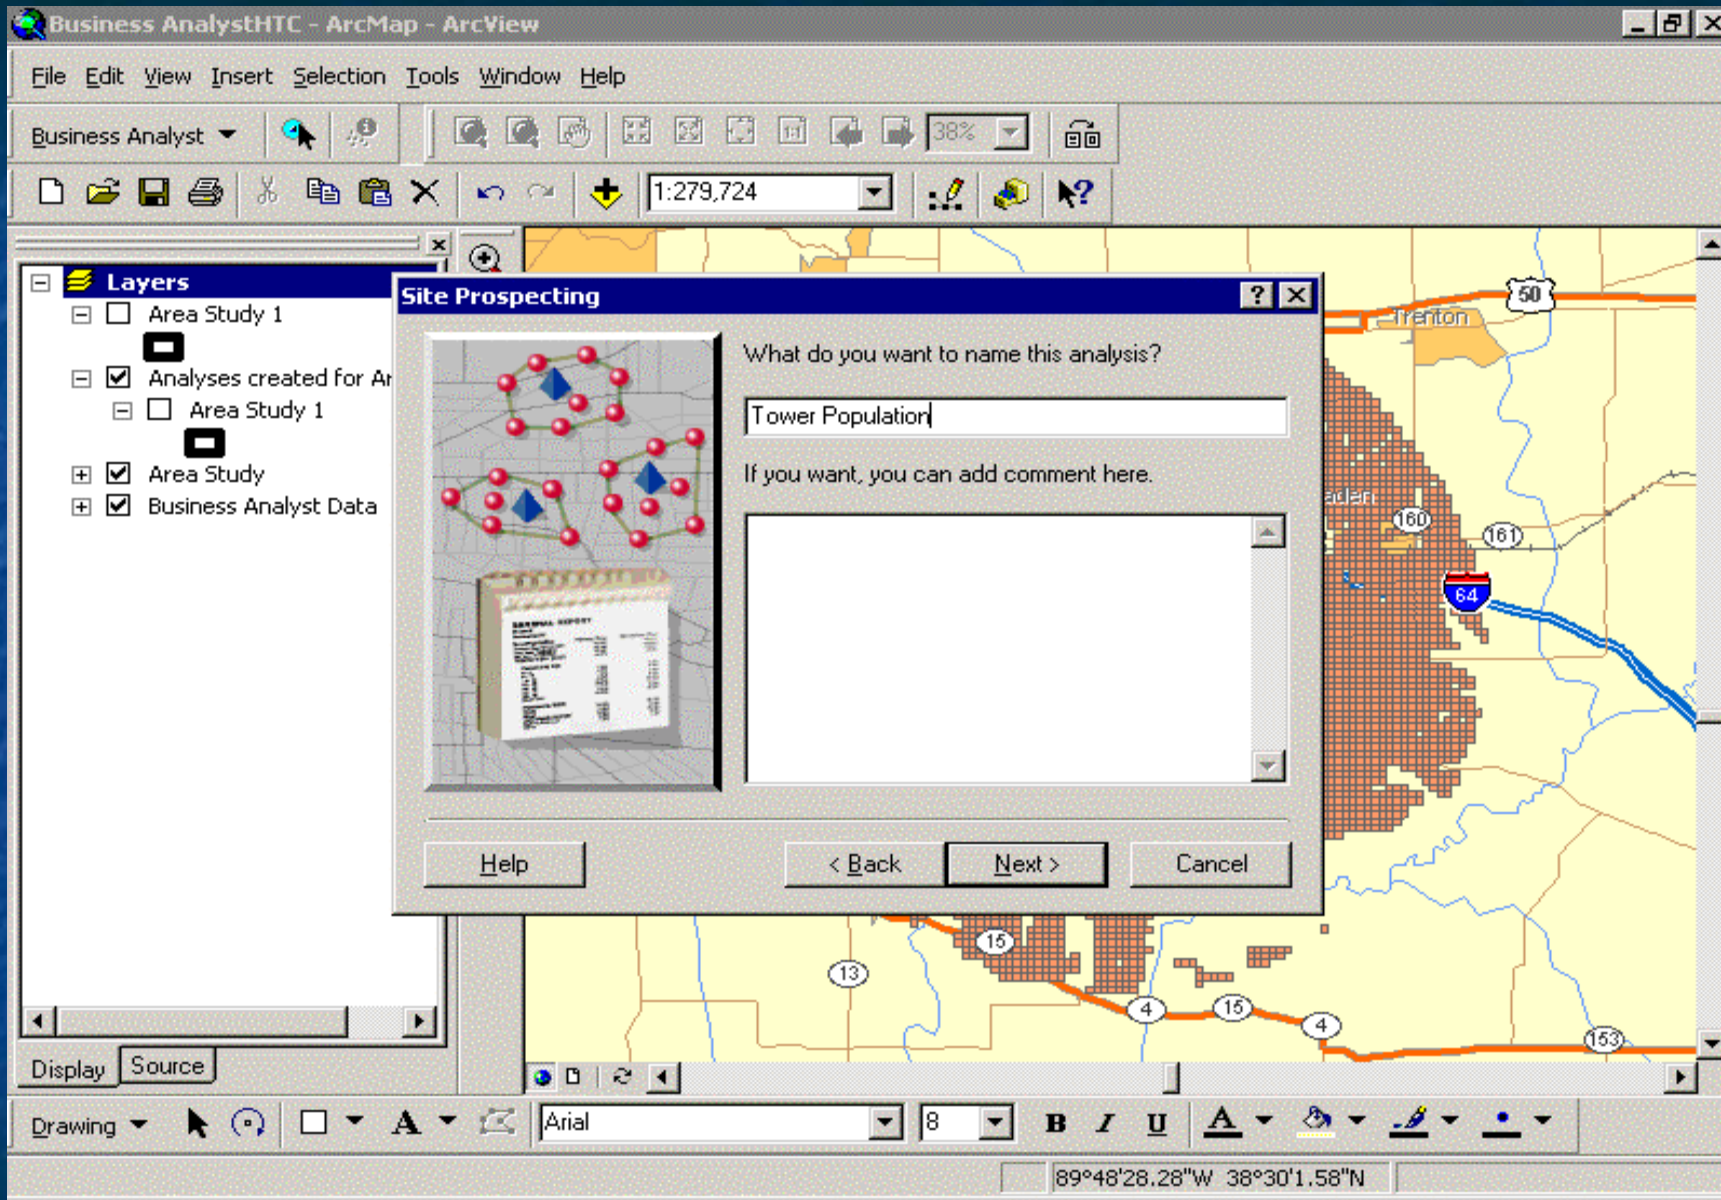 Business AnalystHTC - ArcMap - ArcView
File Edit View Insert Selection Tools Window Help
Business Analyst
38%
1:279,724
Layers
Area Study 1
Analyses created for Ar
Area Study 1
Area Study
Business Analyst Data
Display Source
Site Prospecting
What do you want to name this analysis?
Tower Population
If you want, you can add comment here.
Help < Back Next > Cancel
50
Trenton
aden
160
161
64
15
13
4
15
4
153
Drawing A Arial 8 B I U A
89°48'28.28"W 38°30'1.58"N